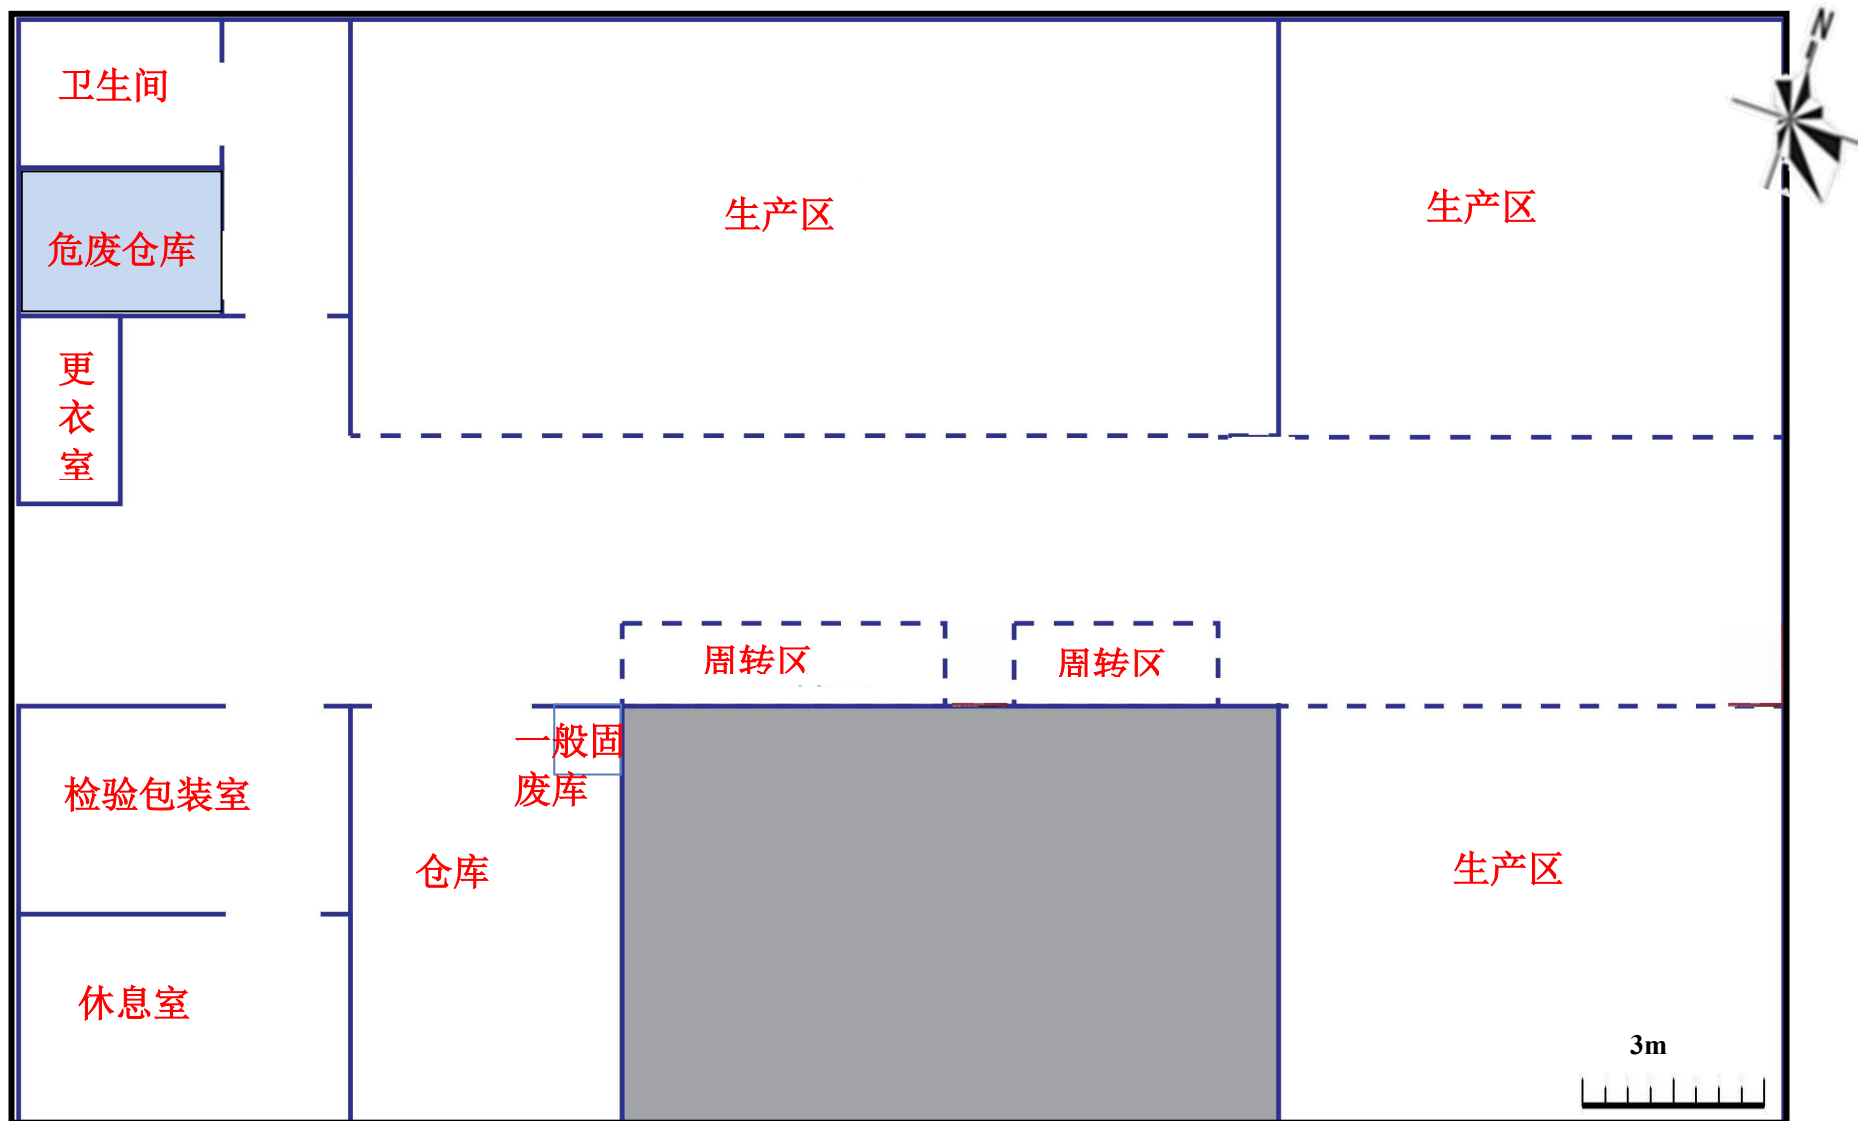 N
卫生间
生产区
生产区
危废仓库
更
衣
室
周转区
周转区
一般固
废库
检验包装室
仓库
生产区
休息室
3m